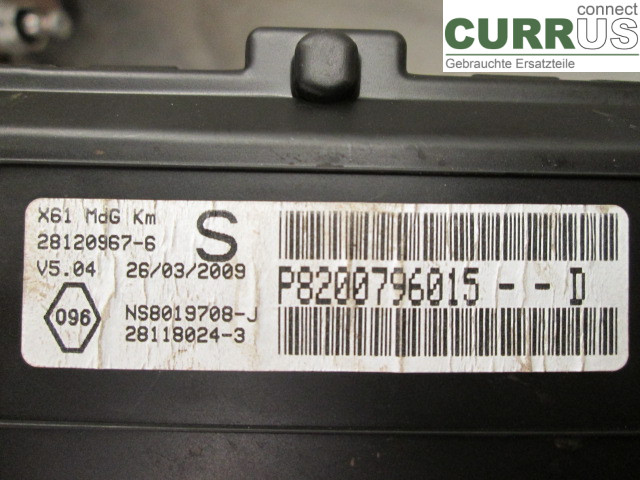 connect
CURRUS
Gebrauchte Ersatzteile
X61 MdG Km
S
28120967-6
V5.04 26/03/2009
P8200796015--D
096
NS8019708-J
28118024-3